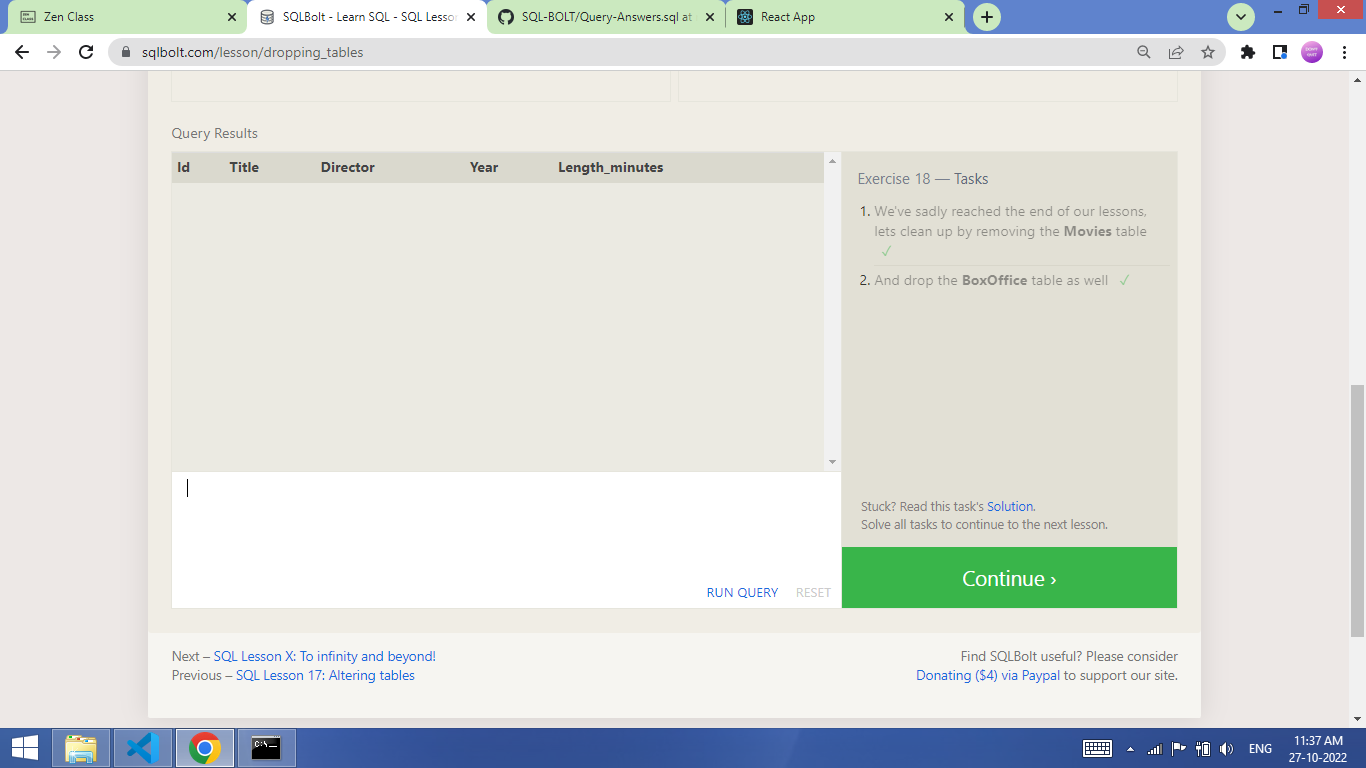 Zen Class
SQLBolt - Learn SQL - SQL Lesson
SQL-BOLT/Query-Answers.sql at
React App
sqlbolt.com/lesson/dropping_tables
Query Results
Id Title Director Year Length_minutes
Exercise 18 — Tasks
1. We've sadly reached the end of our lessons,
lets clean up by removing the Movies table
✓
2. And drop the BoxOffice table as well ✓
Stuck? Read this task's Solution.
Solve all tasks to continue to the next lesson.
RUN QUERY RESET
Continue ›
Next – SQL Lesson X: To infinity and beyond!
Previous – SQL Lesson 17: Altering tables
Find SQLBolt useful? Please consider
Donating ($4) via Paypal to support our site.
ENG
11:37 AM
27-10-2022